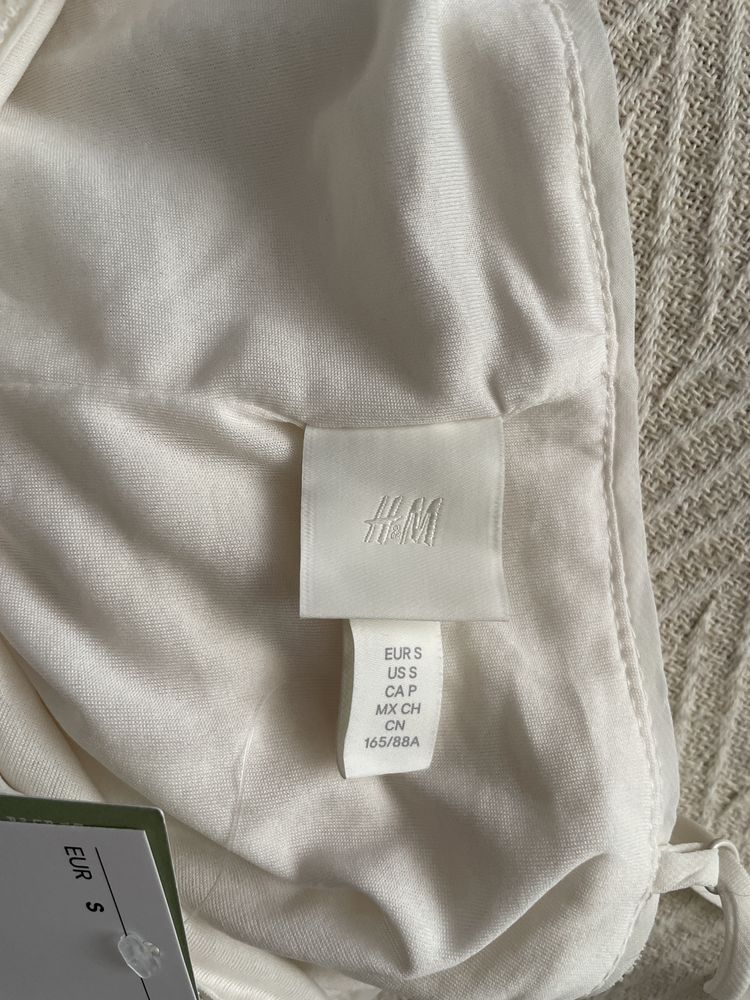 H&M
EUR S
US S
CA P
MX CH
CN
165/88A
EUR S